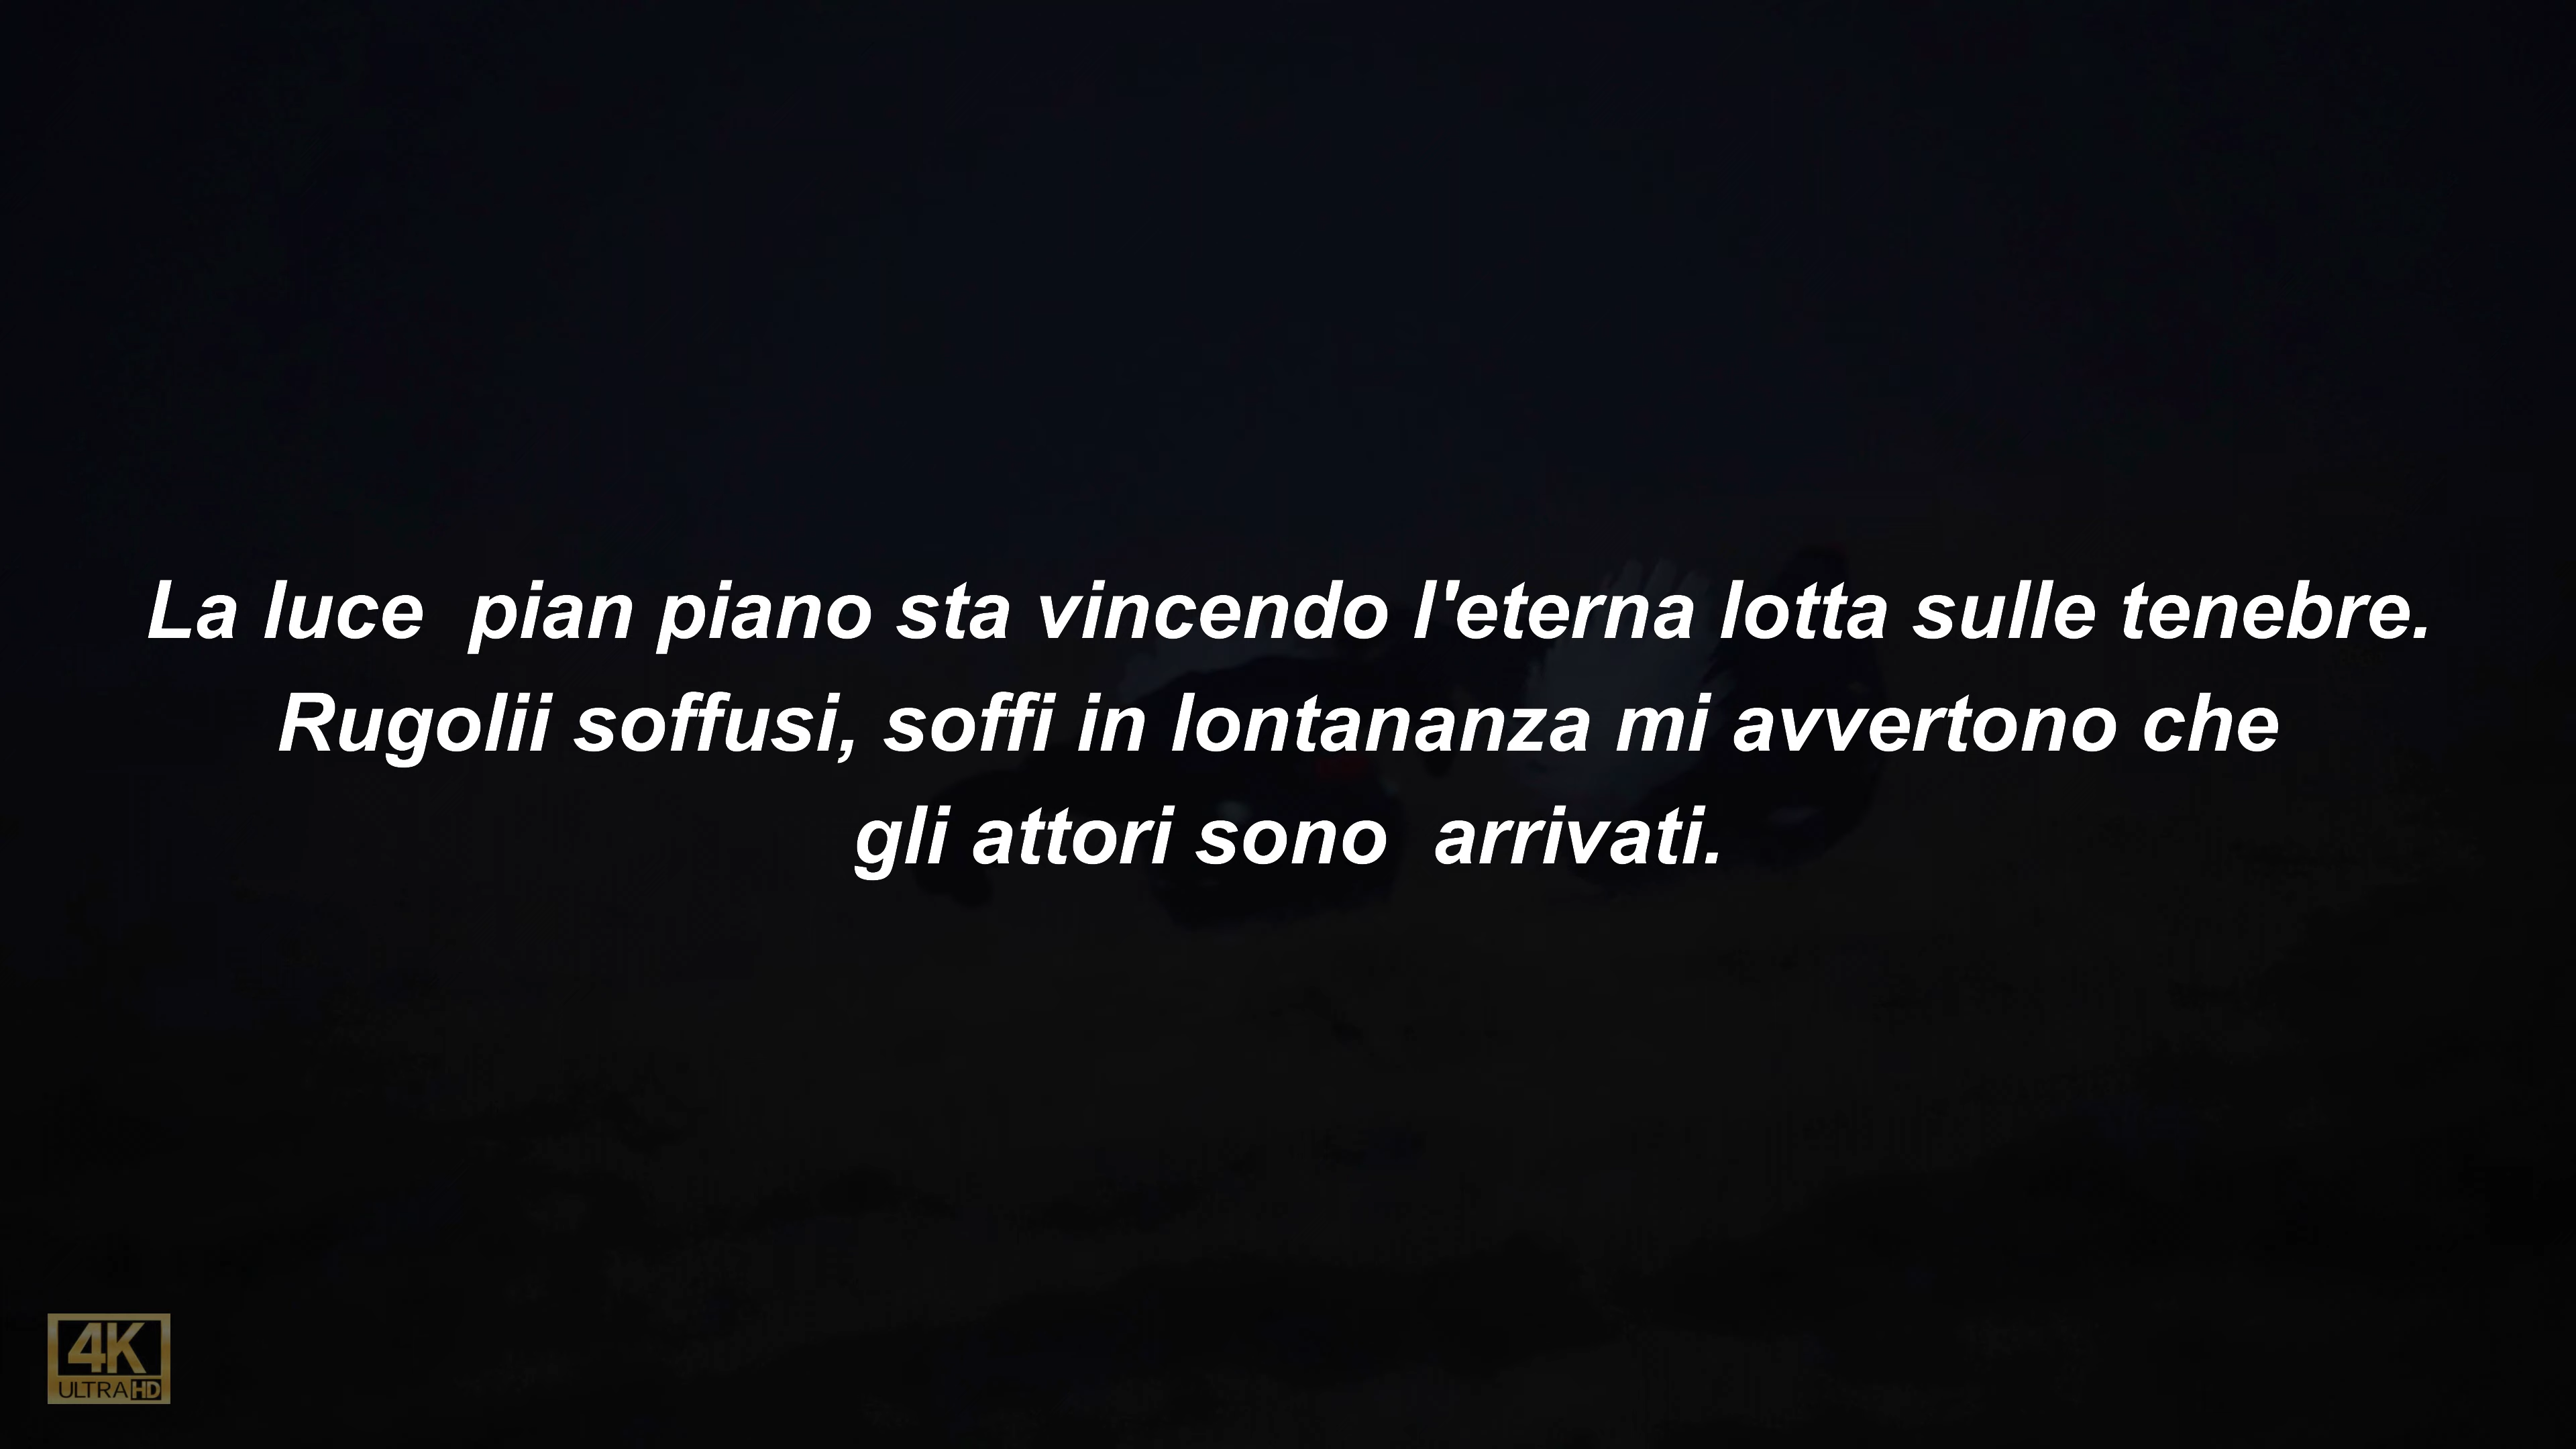 La luce  pian piano sta vincendo l'eterna lotta sulle tenebre.
Rugolii soffusi, soffi in lontananza mi avvertono che
gli attori sono  arrivati.
4K
ULTRA HD